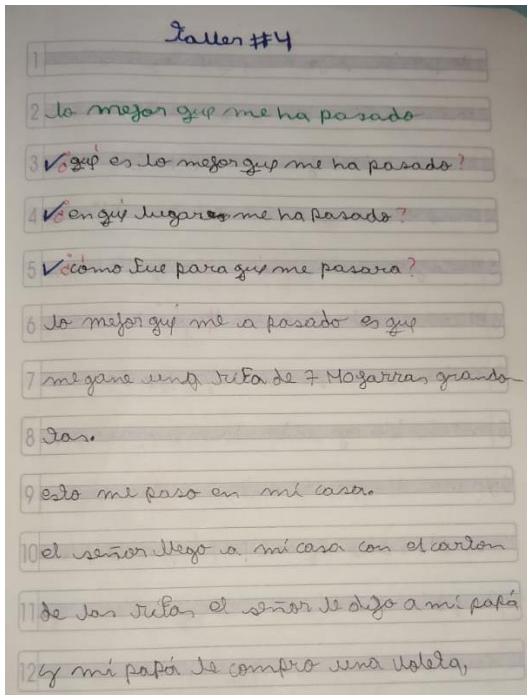 Taller #4
1
2 lo mejor que me ha pasado
3 ¿qué es lo mejor que me ha pasado?
4 ¿en qué lugar me ha pasado?
5 ¿cómo fue para que me pasara?
6 lo mejor que me a pasado es que
7 me gane una rifa de 7 Mojarras grando
8 tas.
9 esto me paso en mi casa.
10 el señor llego a mi casa con el carton
11 de las rifas el señor le dijo a mi papá
12 y mi papá le compro una voleta,